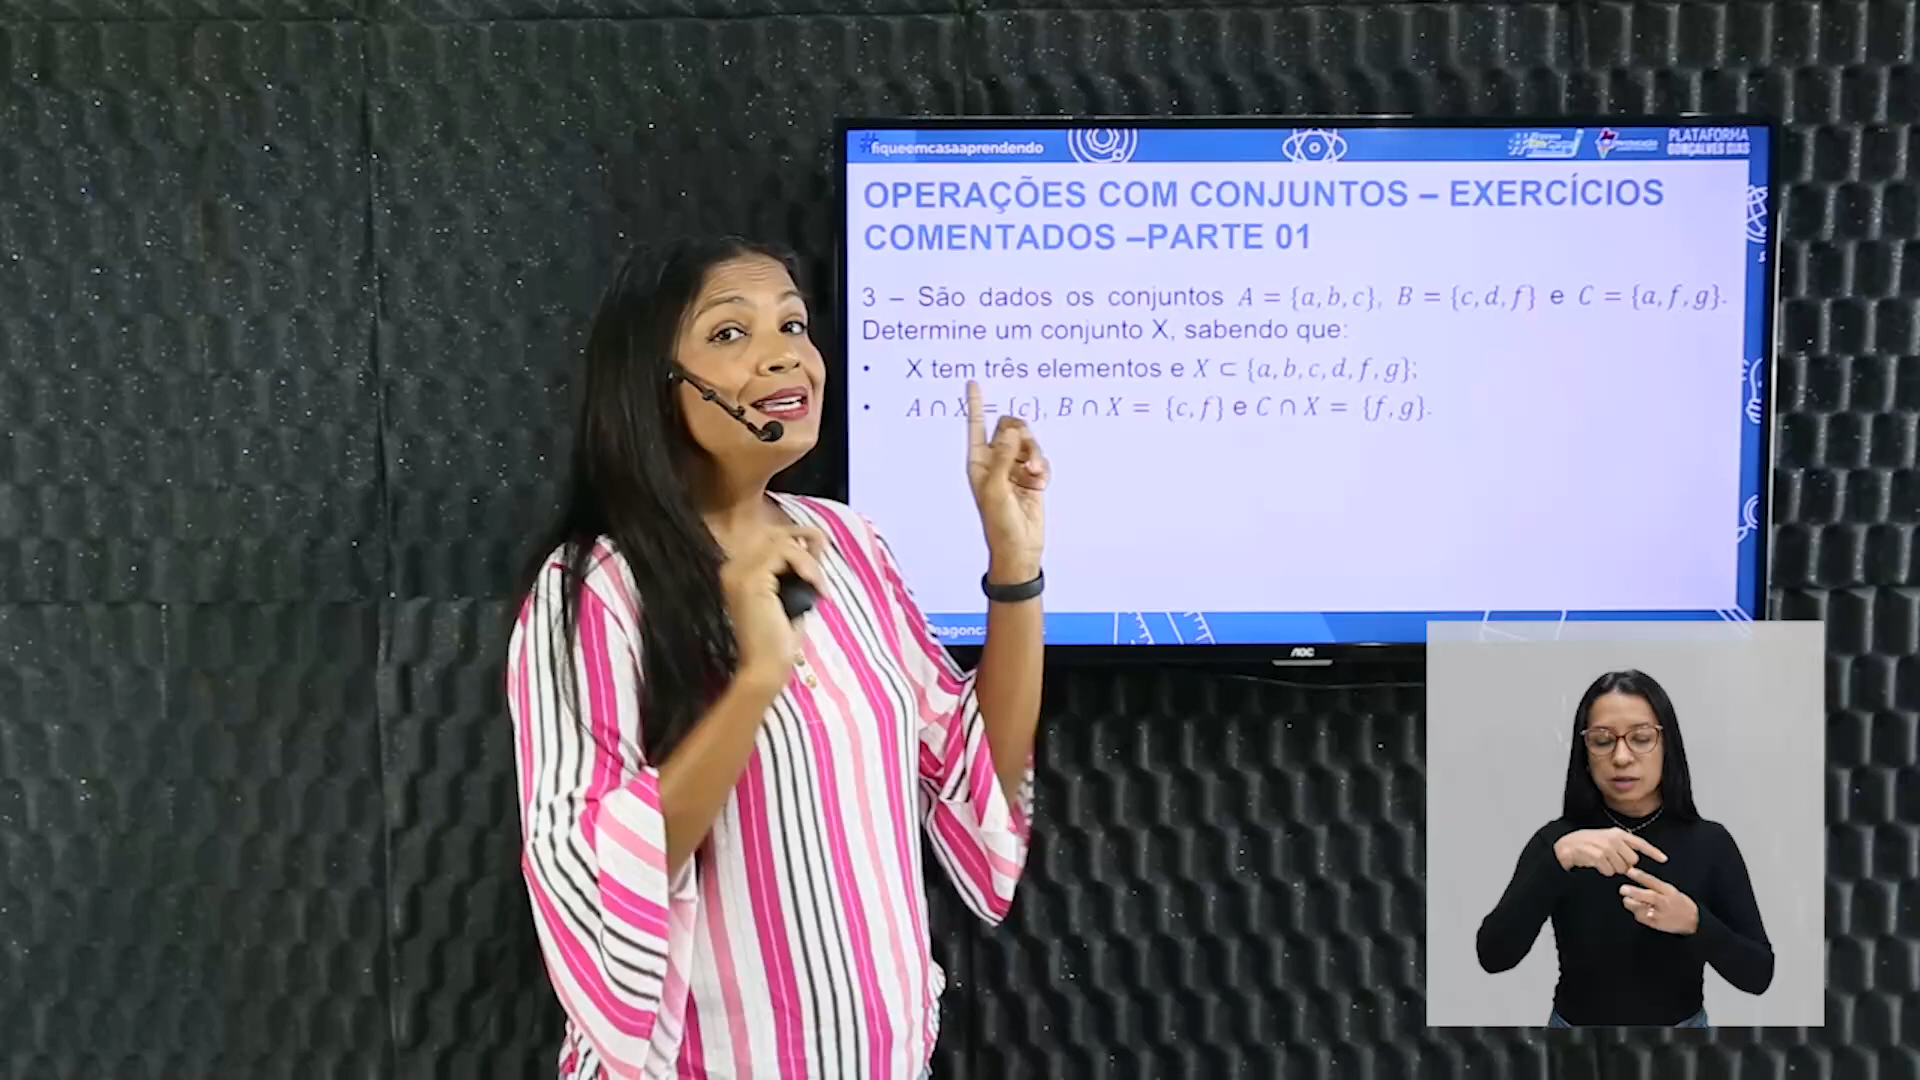 #fiqueemcasaaprendendo
PLATAFORMA
GONÇALVES DIAS
OPERAÇÕES COM CONJUNTOS – EXERCÍCIOS
COMENTADOS –PARTE 01
3 – São dados os conjuntos A = {a, b, c}, B = {c, d, f} e C = {a, f, g}.
Determine um conjunto X, sabendo que:
• X tem três elementos e X ⊂ {a, b, c, d, f, g};
• A ∩ X = {c}, B ∩ X = {c, f} e C ∩ X = {f, g}.
AOC